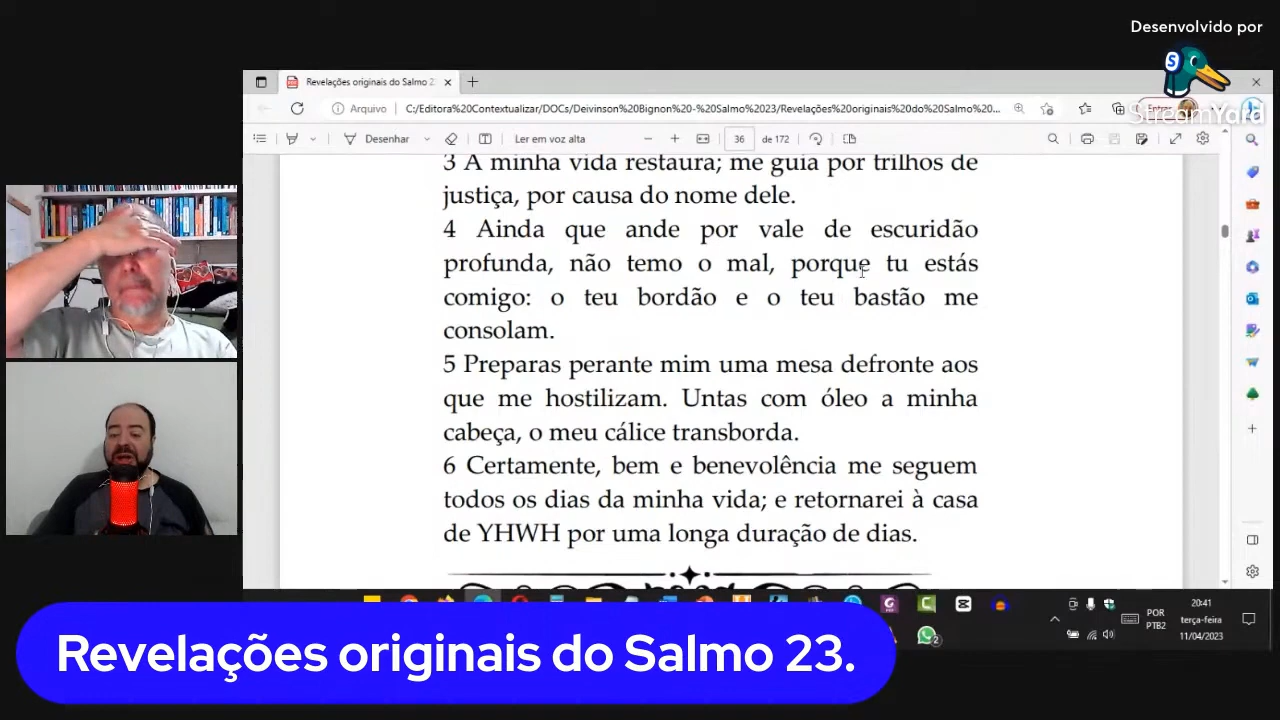 Desenvolvido por
StreamYard
Revelações originais do Salmo 2
Arquivo
C:/Editora%20Contextualizar/DOCs/Deivinson%20Bignon%20-%20Salmo%2023/Revelações%20originais%20do%20Salmo%20...
Entrar
Desenhar
Ler em voz alta
36
de 172
3 A minha vida restaura; me guia por trilhos de
justiça, por causa do nome dele.
4 Ainda que ande por vale de escuridão
profunda, não temo o mal, porque tu estás
comigo: o teu bordão e o teu bastão me
consolam.
5 Preparas perante mim uma mesa defronte aos
que me hostilizam. Untas com óleo a minha
cabeça, o meu cálice transborda.
6 Certamente, bem e benevolência me seguem
todos os dias da minha vida; e retornarei à casa
de YHWH por uma longa duração de dias.
POR
PTB2
20:41
terça-feira
11/04/2023
2
Revelações originais do Salmo 23.